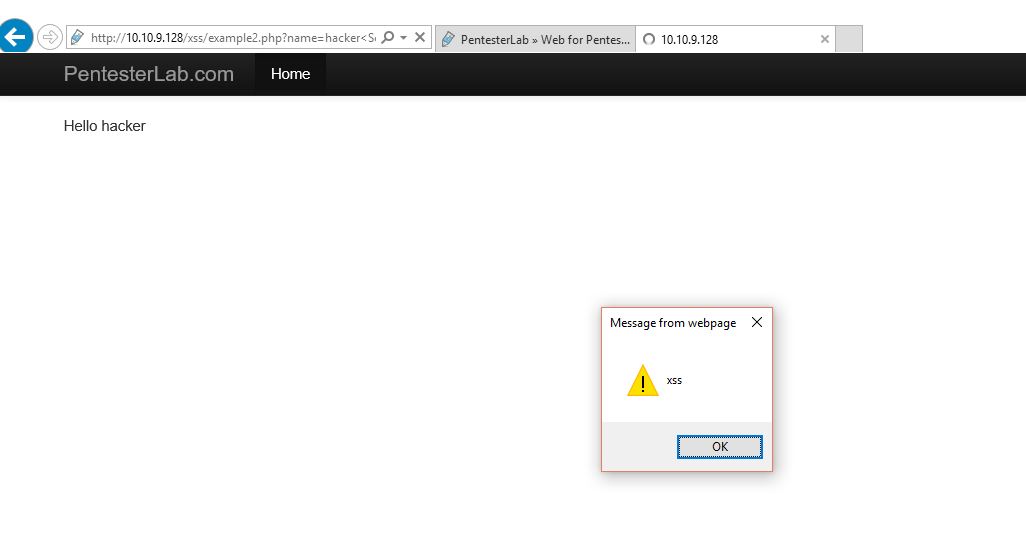 http://10.10.9.128/xss/example2.php?name=hacker<Sc
PentesterLab » Web for Pentes...
10.10.9.128
PentesterLab.com
Home
Hello hacker
Message from webpage
xss
OK